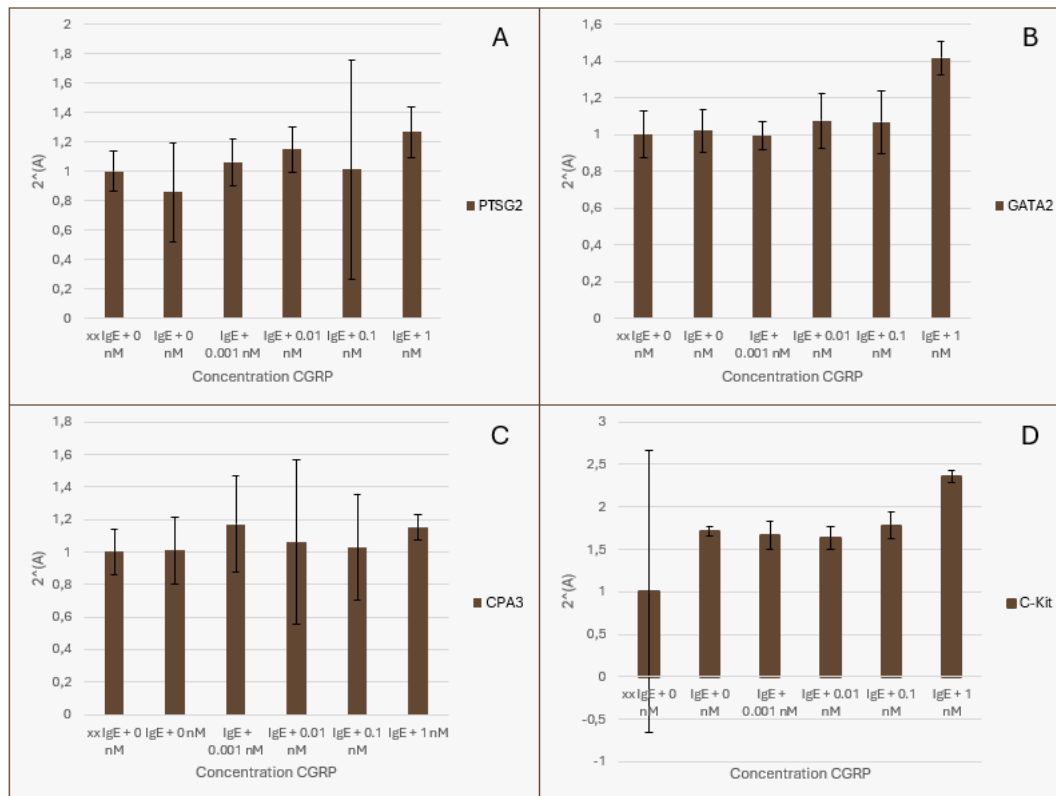 A
2
1,8
1,6
1,4
1,2
1
0,8
0,6
0,4
0,2
0
2^(A)
xx IgE + 0 nM
IgE + 0 nM
IgE + 0.001 nM
IgE + 0.01 nM
IgE + 0.1 nM
IgE + 1 nM
Concentration CGRP
PTSG2
B
1,6
1,4
1,2
1
0,8
0,6
0,4
0,2
0
2^(A)
xx IgE + 0 nM
IgE + 0 nM
IgE + 0.001 nM
IgE + 0.01 nM
IgE + 0.1 nM
IgE + 1 nM
Concentration CGRP
GATA2
C
1,8
1,6
1,4
1,2
1
0,8
0,6
0,4
0,2
0
2^(A)
xx IgE + 0 nM
IgE + 0 nM
IgE + 0.001 nM
IgE + 0.01 nM
IgE + 0.1 nM
IgE + 1 nM
Concentration CGRP
CPA3
D
3
2,5
2
1,5
1
0,5
0
-0,5
-1
2^(A)
xx IgE + 0 nM
IgE + 0 nM
IgE + 0.001 nM
IgE + 0.01 nM
IgE + 0.1 nM
IgE + 1 nM
Concentration CGRP
C-Kit